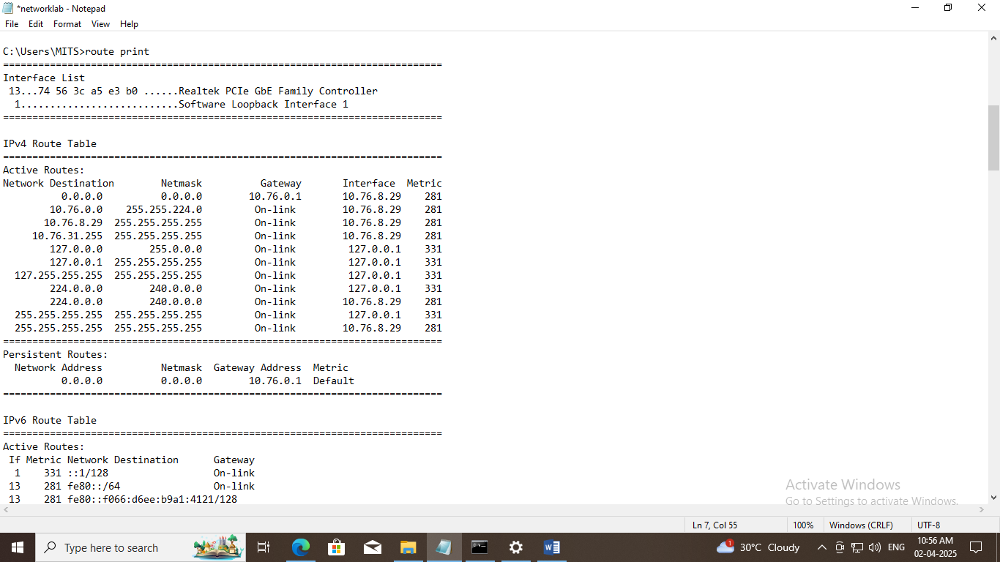 *networklab - Notepad
File Edit Format View Help
C:\Users\MITS>route print
===========================================================================
Interface List
 13...74 56 3c a5 e3 b0 ......Realtek PCIe GbE Family Controller
  1...........................Software Loopback Interface 1
===========================================================================
IPv4 Route Table
===========================================================================
Active Routes:
Network Destination        Netmask          Gateway       Interface  Metric
          0.0.0.0          0.0.0.0        10.76.0.1       10.76.8.29    281
        10.76.0.0    255.255.224.0         On-link        10.76.8.29    281
       10.76.8.29  255.255.255.255         On-link        10.76.8.29    281
     10.76.31.255  255.255.255.255         On-link        10.76.8.29    281
        127.0.0.0        255.0.0.0         On-link         127.0.0.1    331
        127.0.0.1  255.255.255.255         On-link         127.0.0.1    331
  127.255.255.255  255.255.255.255         On-link         127.0.0.1    331
        224.0.0.0        240.0.0.0         On-link         127.0.0.1    331
        224.0.0.0        240.0.0.0         On-link        10.76.8.29    281
  255.255.255.255  255.255.255.255         On-link         127.0.0.1    331
  255.255.255.255  255.255.255.255         On-link        10.76.8.29    281
===========================================================================
Persistent Routes:
  Network Address          Netmask  Gateway Address  Metric
          0.0.0.0          0.0.0.0        10.76.0.1  Default
===========================================================================
IPv6 Route Table
===========================================================================
Active Routes:
 If Metric Network Destination      Gateway
  1    331 ::1/128                  On-link
 13    281 fe80::/64                On-link
 13    281 fe80::f066:d6ee:b9a1:4121/128
Activate Windows
Go to Settings to activate Windows.
Ln 7, Col 55 100% Windows (CRLF) UTF-8
Type here to search
1
30°C Cloudy
ENG
10:56 AM
02-04-2025